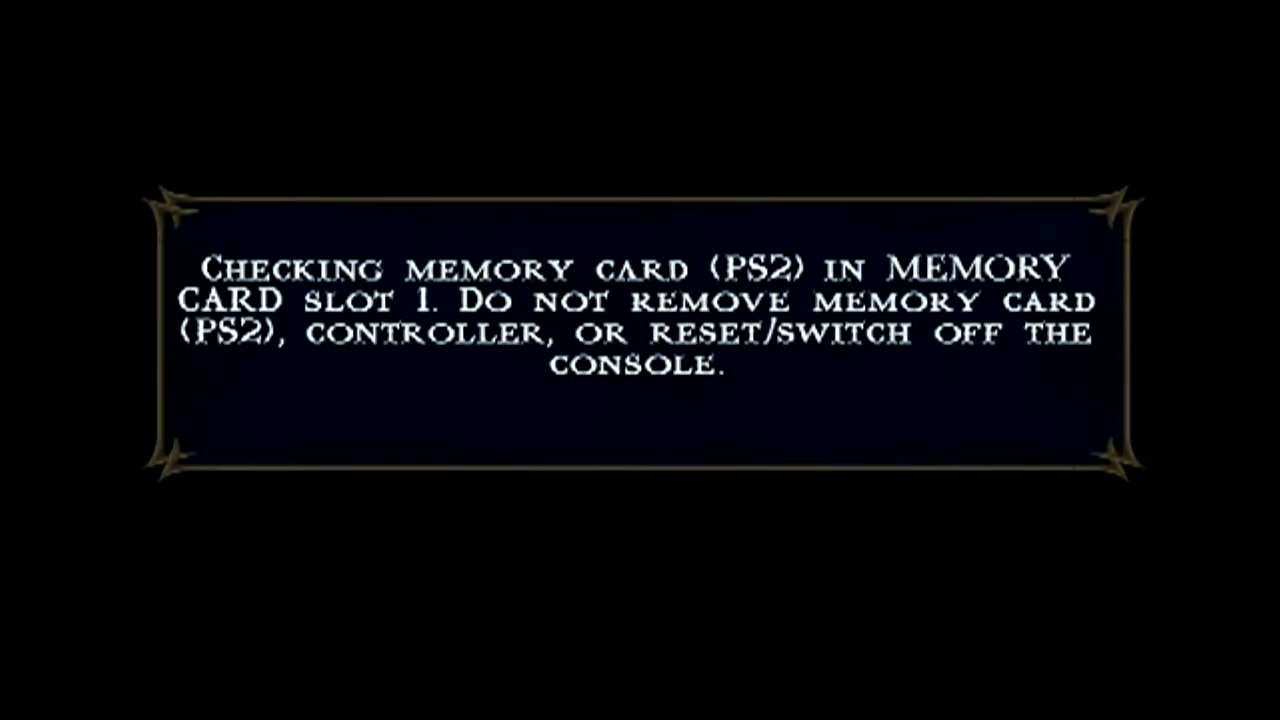 Checking memory card (PS2) in MEMORY
CARD slot 1. Do not remove memory card
(PS2), controller, or reset/switch off the
console.